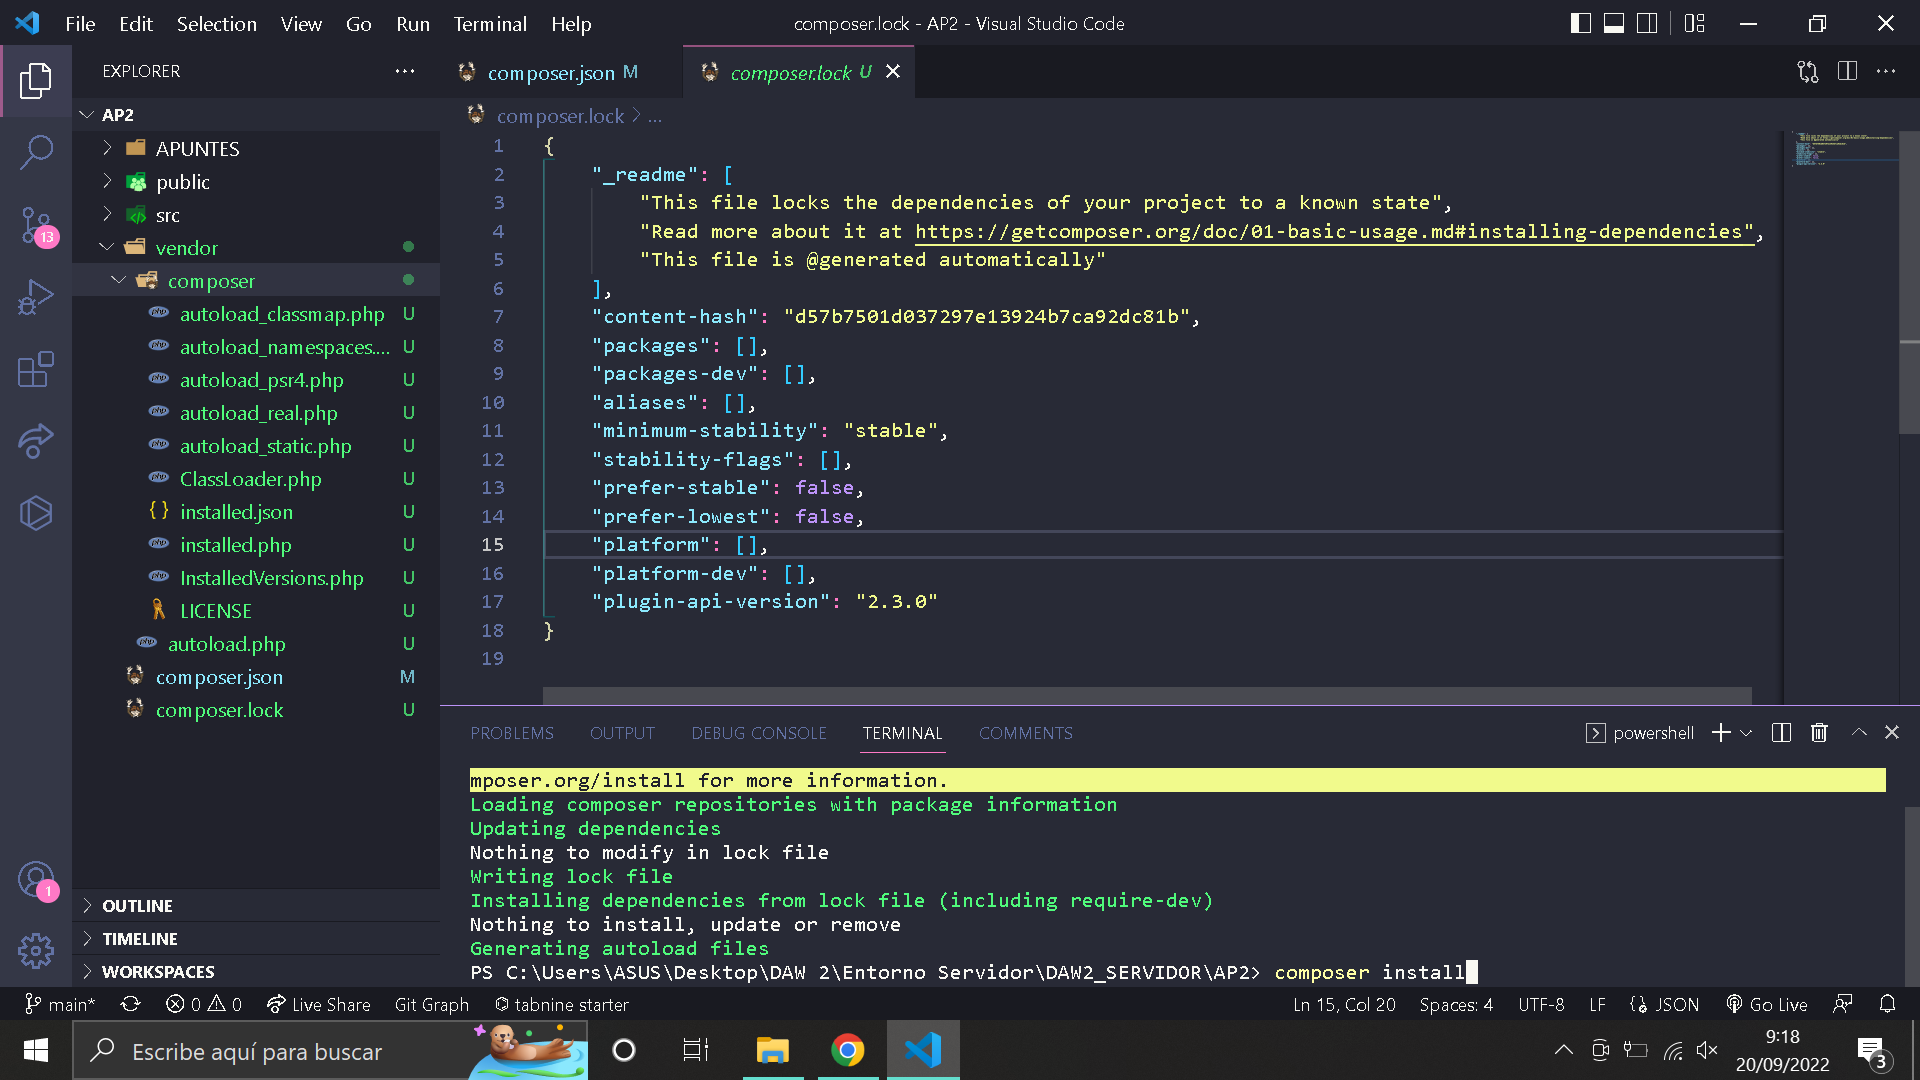 File Edit Selection View Go Run Terminal Help
composer.lock - AP2 - Visual Studio Code
EXPLORER
composer.json M
composer.lock U
AP2
composer.lock > ...
APUNTES
public
src
vendor
composer
autoload_classmap.php U
autoload_namespaces.... U
autoload_psr4.php U
autoload_real.php U
autoload_static.php U
ClassLoader.php U
installed.json U
installed.php U
InstalledVersions.php U
LICENSE U
autoload.php U
composer.json M
composer.lock U
OUTLINE
TIMELINE
WORKSPACES
13
1
1 {
2 "_readme": [
3 "This file locks the dependencies of your project to a known state",
4 "Read more about it at https://getcomposer.org/doc/01-basic-usage.md#installing-dependencies",
5 "This file is @generated automatically"
6 ],
7 "content-hash": "d57b7501d037297e13924b7ca92dc81b",
8 "packages": [],
9 "packages-dev": [],
10 "aliases": [],
11 "minimum-stability": "stable",
12 "stability-flags": [],
13 "prefer-stable": false,
14 "prefer-lowest": false,
15 "platform": [],
16 "platform-dev": [],
17 "plugin-api-version": "2.3.0"
18 }
19
PROBLEMS OUTPUT DEBUG CONSOLE TERMINAL COMMENTS
powershell
mposer.org/install for more information.
Loading composer repositories with package information
Updating dependencies
Nothing to modify in lock file
Writing lock file
Installing dependencies from lock file (including require-dev)
Nothing to install, update or remove
Generating autoload files
PS C:\Users\ASUS\Desktop\DAW 2\Entorno Servidor\DAW2_SERVIDOR\AP2> composer install
main* 0 0 Live Share Git Graph tabnine starter
Ln 15, Col 20 Spaces: 4 UTF-8 LF JSON Go Live
Escribe aquí para buscar
9:18
20/09/2022
3